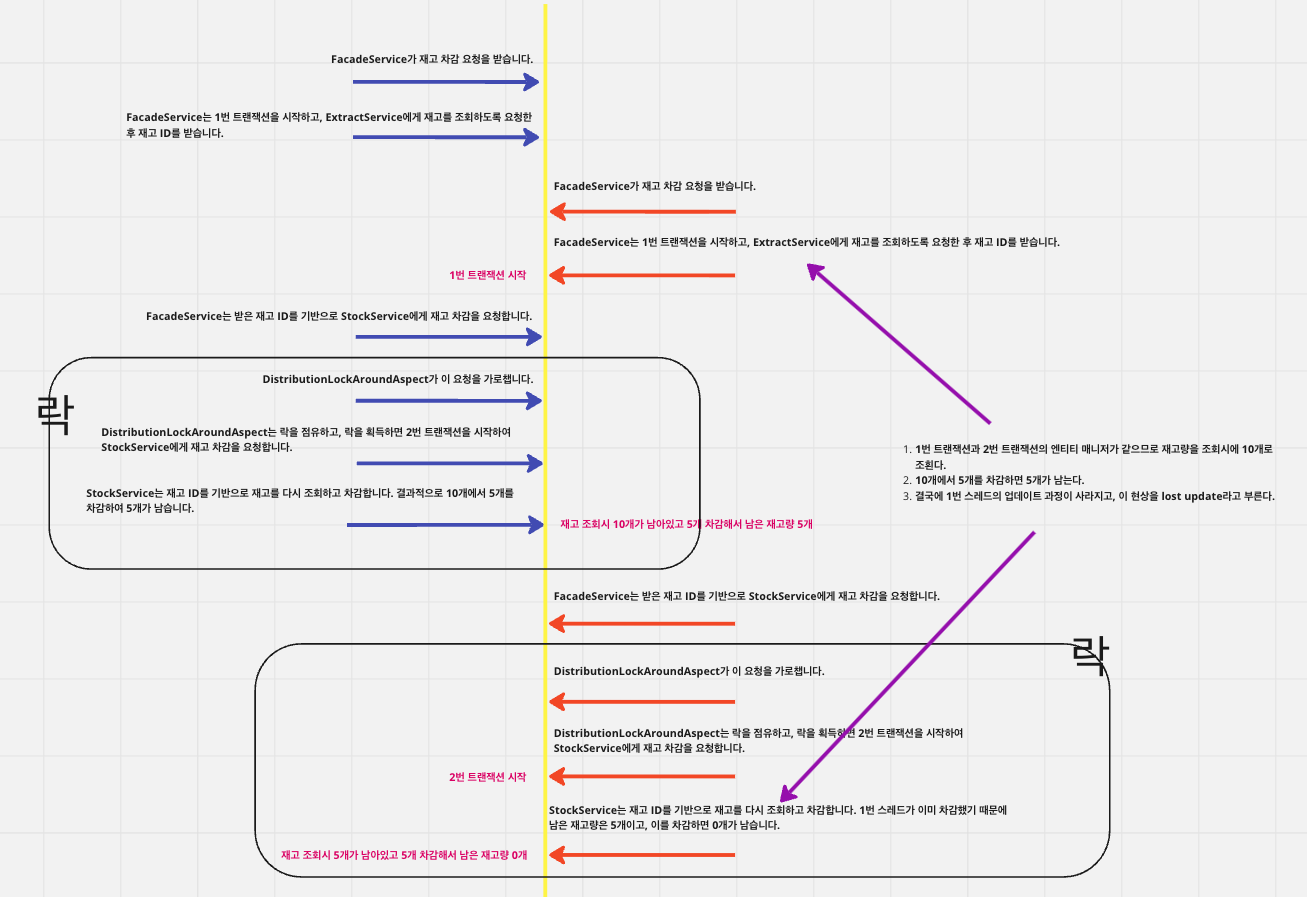 FacadeService가 재고 차감 요청을 받습니다.
FacadeService는 1번 트랜잭션을 시작하고, ExtractService에게 재고를 조회하도록 요청한
후 재고 ID를 받습니다.
FacadeService가 재고 차감 요청을 받습니다.
FacadeService는 1번 트랜잭션을 시작하고, ExtractService에게 재고를 조회하도록 요청한 후 재고 ID를 받습니다.
1번 트랜잭션 시작
FacadeService는 받은 재고 ID를 기반으로 StockService에게 재고 차감을 요청합니다.
락
DistributionLockAroundAspect가 이 요청을 가로챕니다.
DistributionLockAroundAspect는 락을 점유하고, 락을 획득하면 2번 트랜잭션을 시작하여
StockService에게 재고 차감을 요청합니다.
StockService는 재고 ID를 기반으로 재고를 다시 조회하고 차감합니다. 결과적으로 10개에서 5개를
차감하여 5개가 남습니다.
재고 조회시 10개가 남아있고 5개 차감해서 남은 재고량 5개
1. 1번 트랜잭션과 2번 트랜잭션의 엔티티 매니저가 같으므로 재고량을 조회시에 10개로
조횐다.
2. 10개에서 5개를 차감하면 5개가 남는다.
3. 결국에 1번 스레드의 업데이트 과정이 사라지고, 이 현상을 lost update라고 부른다.
FacadeService는 받은 재고 ID를 기반으로 StockService에게 재고 차감을 요청합니다.
락
DistributionLockAroundAspect가 이 요청을 가로챕니다.
DistributionLockAroundAspect는 락을 점유하고, 락을 획득하면 2번 트랜잭션을 시작하여
StockService에게 재고 차감을 요청합니다.
2번 트랜잭션 시작
StockService는 재고 ID를 기반으로 재고를 다시 조회하고 차감합니다. 1번 스레드가 이미 차감했기 때문에
남은 재고량은 5개이고, 이를 차감하면 0개가 남습니다.
재고 조회시 5개가 남아있고 5개 차감해서 남은 재고량 0개